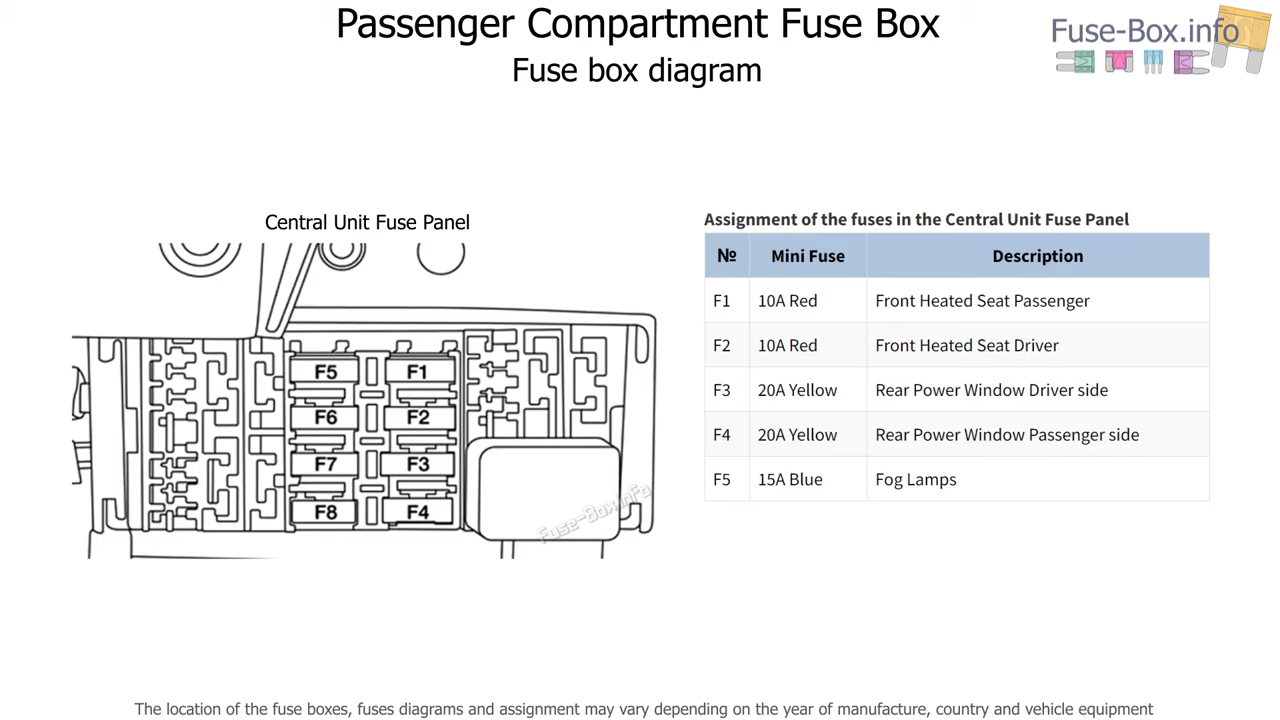 Passenger Compartment Fuse Box
Fuse box diagram
Fuse-Box.info
Central Unit Fuse Panel
F5 F1
F6 F2
F7 F3
F8 F4
Fuse-Box.info
Assignment of the fuses in the Central Unit Fuse Panel
№ Mini Fuse Description
F1 10A Red Front Heated Seat Passenger
F2 10A Red Front Heated Seat Driver
F3 20A Yellow Rear Power Window Driver side
F4 20A Yellow Rear Power Window Passenger side
F5 15A Blue Fog Lamps
The location of the fuse boxes, fuses diagrams and assignment may vary depending on the year of manufacture, country and vehicle equipment